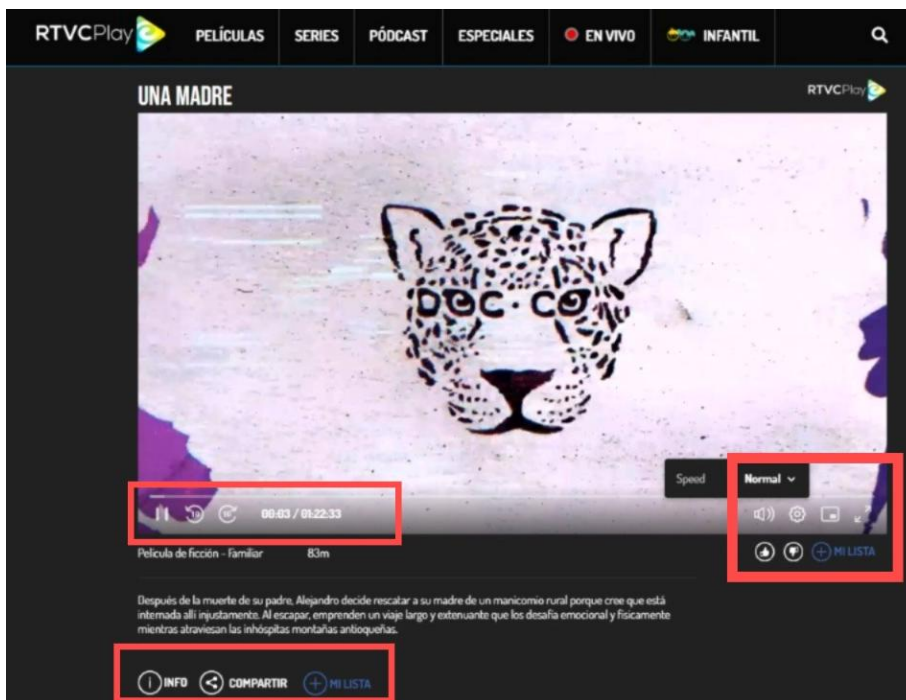 RTVCPlay PELÍCULAS SERIES PÓDCAST ESPECIALES EN VIVO INFANTIL
UNA MADRE
RTVCPlay
DOC·CO
Speed Normal
10 10 00:03 / 01:22:33
Película de ficción - Familiar 83m
MI LISTA
Después de la muerte de su padre, Alejandro decide rescatar a su madre de un manicomio rural porque cree que está
internada allí injustamente. Al escapar, emprenden un viaje largo y extenuante que los desafía emocional y físicamente
mientras atraviesan las inhóspitas montañas antioqueñas.
INFO COMPARTIR MI LISTA